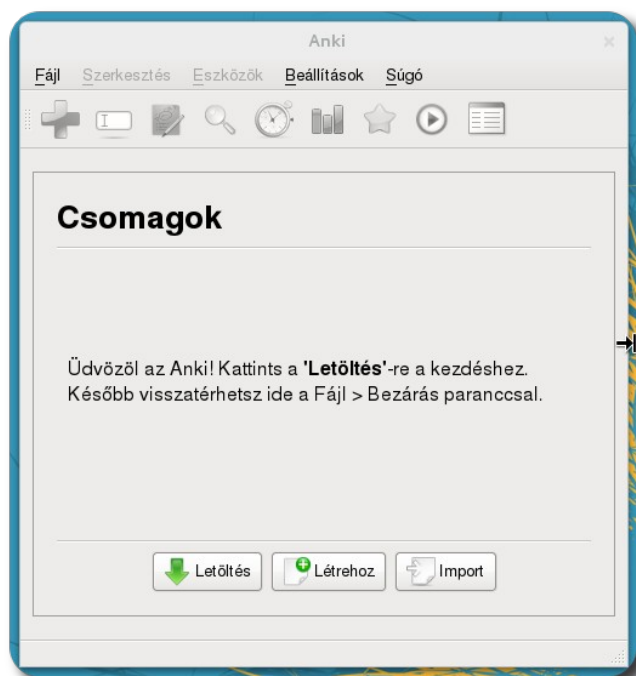 Anki
Fájl Szerkesztés Eszközök Beállítások Súgó
Csomagok
Üdvözöl az Anki! Kattints a 'Letöltés'-re a kezdéshez.
Később visszatérhetsz ide a Fájl > Bezárás paranccsal.
Letöltés Létrehoz Import